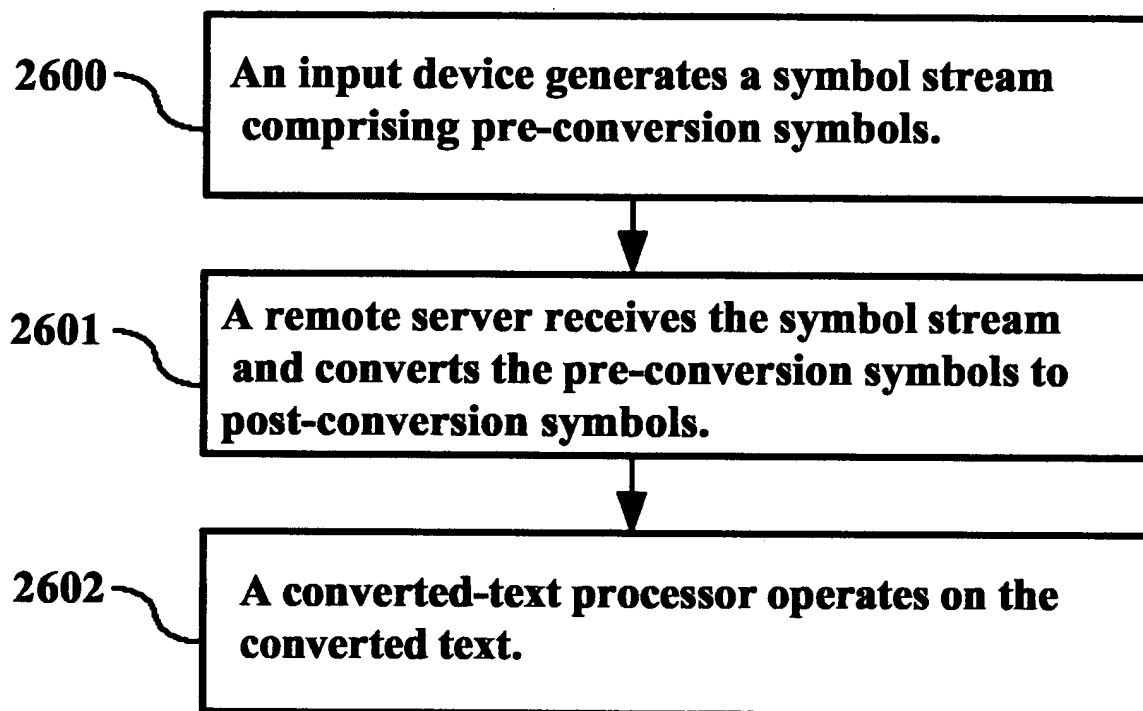 2600
An input device generates a symbol stream
comprising pre-conversion symbols.
2601
A remote server receives the symbol stream
and converts the pre-conversion symbols to
post-conversion symbols.
2602
A converted-text processor operates on the
converted text.